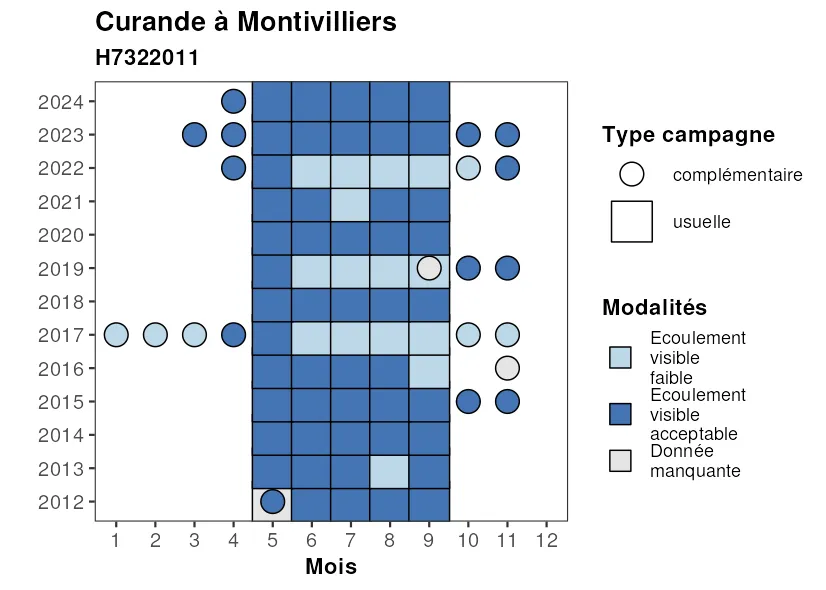 Curande à Montivilliers
H7322011
2024
2023
2022
2021
2020
2019
2018
2017
2016
2015
2014
2013
2012
1 2 3 4 5 6 7 8 9 10 11 12
Mois
Type campagne
complémentaire
usuelle
Modalités
Ecoulement
visible
faible
Ecoulement
visible
acceptable
Donnée
manquante